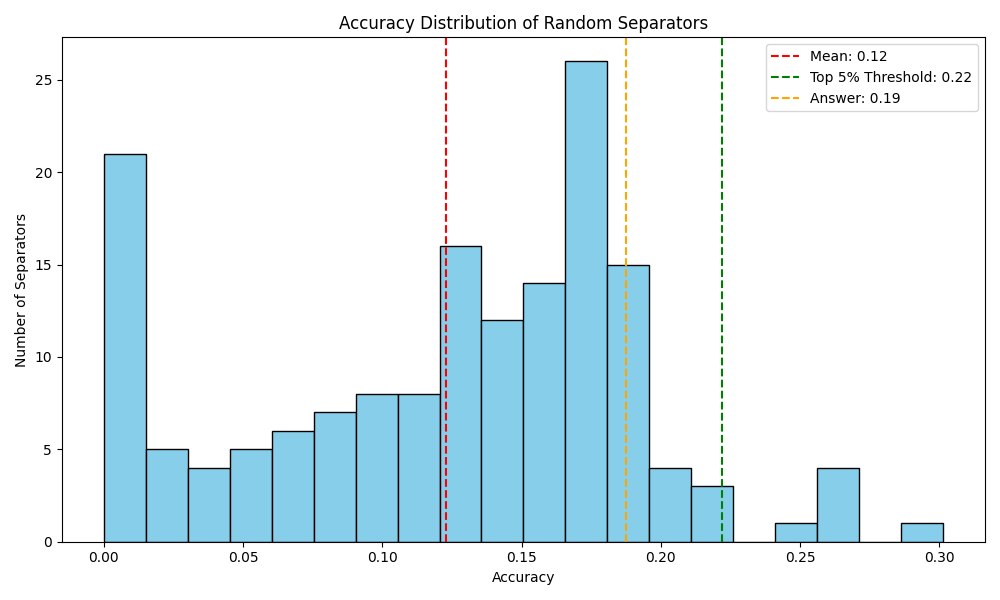 Accuracy Distribution of Random Separators
Mean: 0.12
Top 5% Threshold: 0.22
Answer: 0.19
Number of Separators
25
20
15
10
5
0
0.00 0.05 0.10 0.15 0.20 0.25 0.30
Accuracy